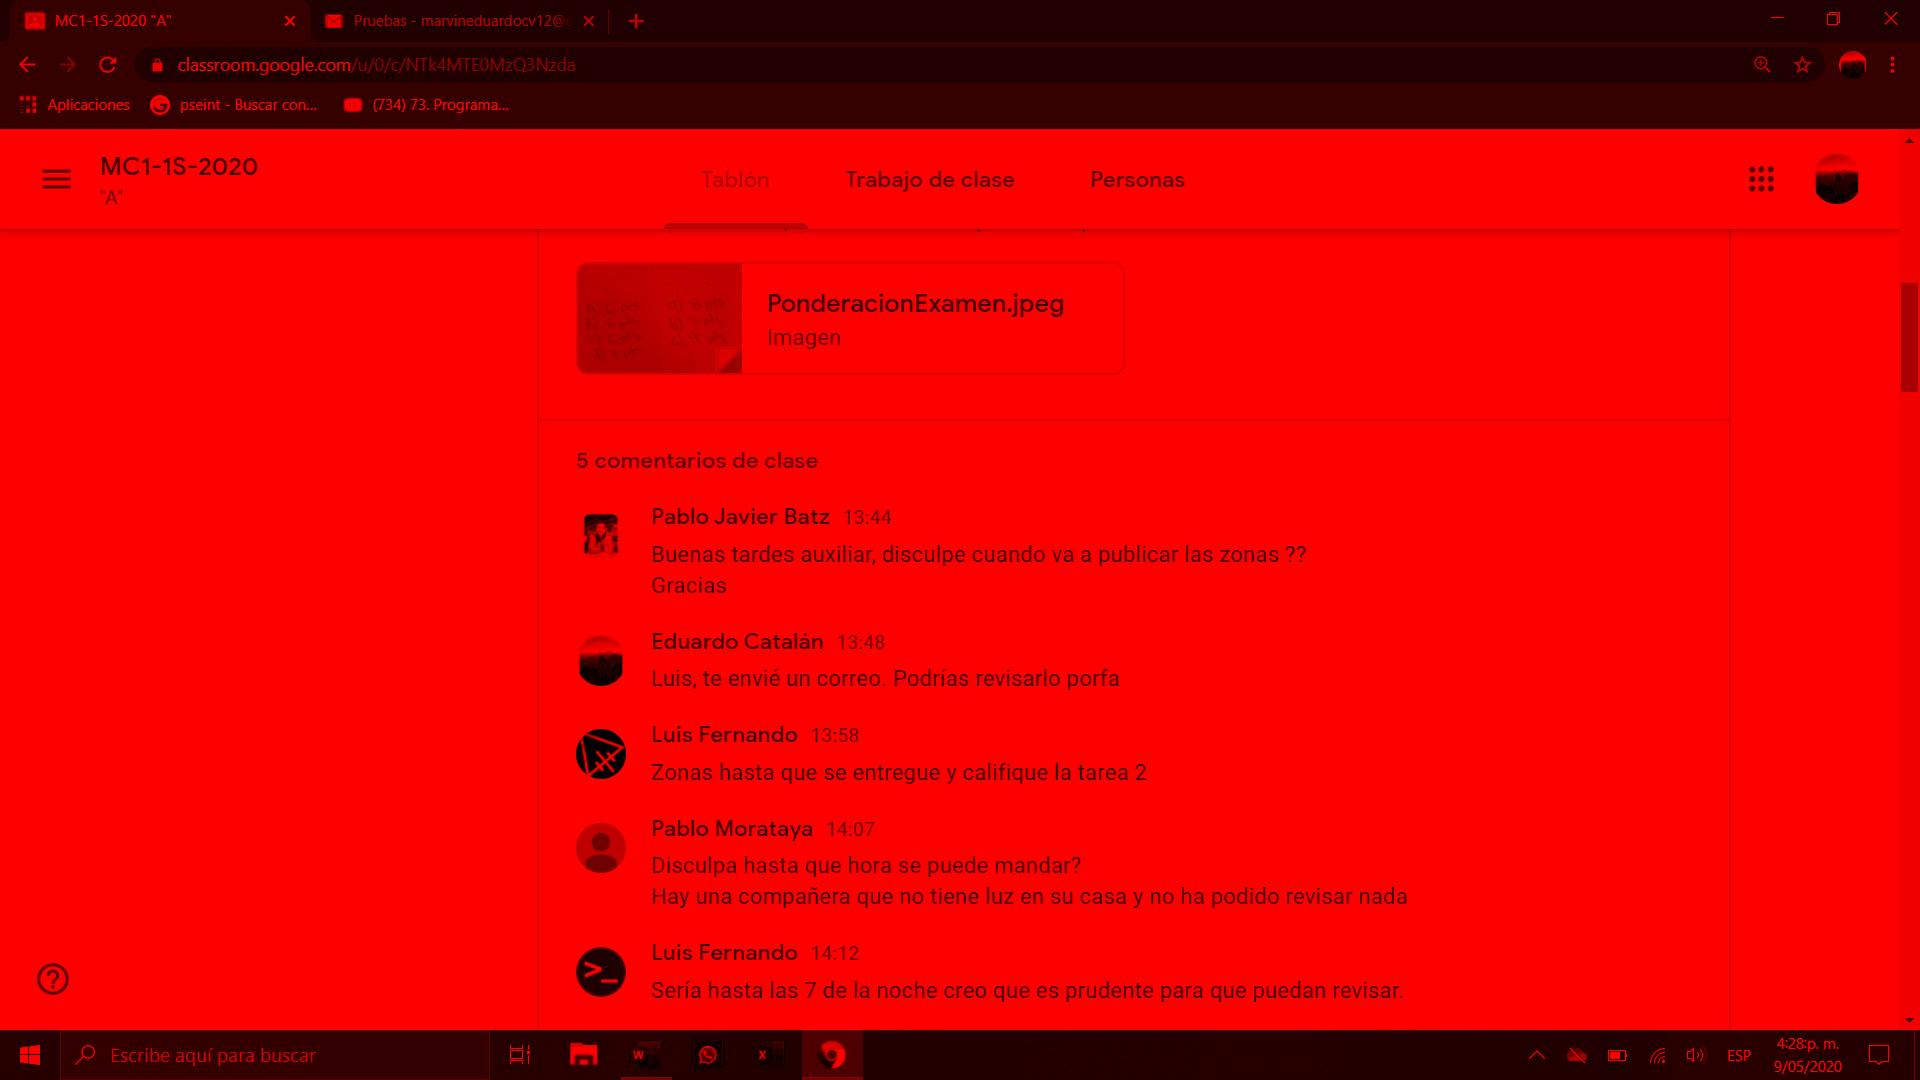 MC1-1S-2020 "A"
Pruebas - marvineduardocv12@
classroom.google.com/u/0/c/NTk4MTE0MzQ3Nzda
Aplicaciones
pseint - Buscar con...
(734) 73. Programa...
MC1-1S-2020
"A"
Tablón
Trabajo de clase
Personas
PonderacionExamen.jpeg
Imagen
5 comentarios de clase
Pablo Javier Batz 13:44
Buenas tardes auxiliar, disculpe cuando va a publicar las zonas ??
Gracias
Eduardo Catalán 13:48
Luis, te envié un correo. Podrías revisarlo porfa
Luis Fernando 13:58
Zonas hasta que se entregue y califique la tarea 2
Pablo Morataya 14:07
Disculpa hasta que hora se puede mandar?
Hay una compañera que no tiene luz en su casa y no ha podido revisar nada
Luis Fernando 14:12
Sería hasta las 7 de la noche creo que es prudente para que puedan revisar.
Escribe aquí para buscar
ESP
4:28 p. m.
9/05/2020